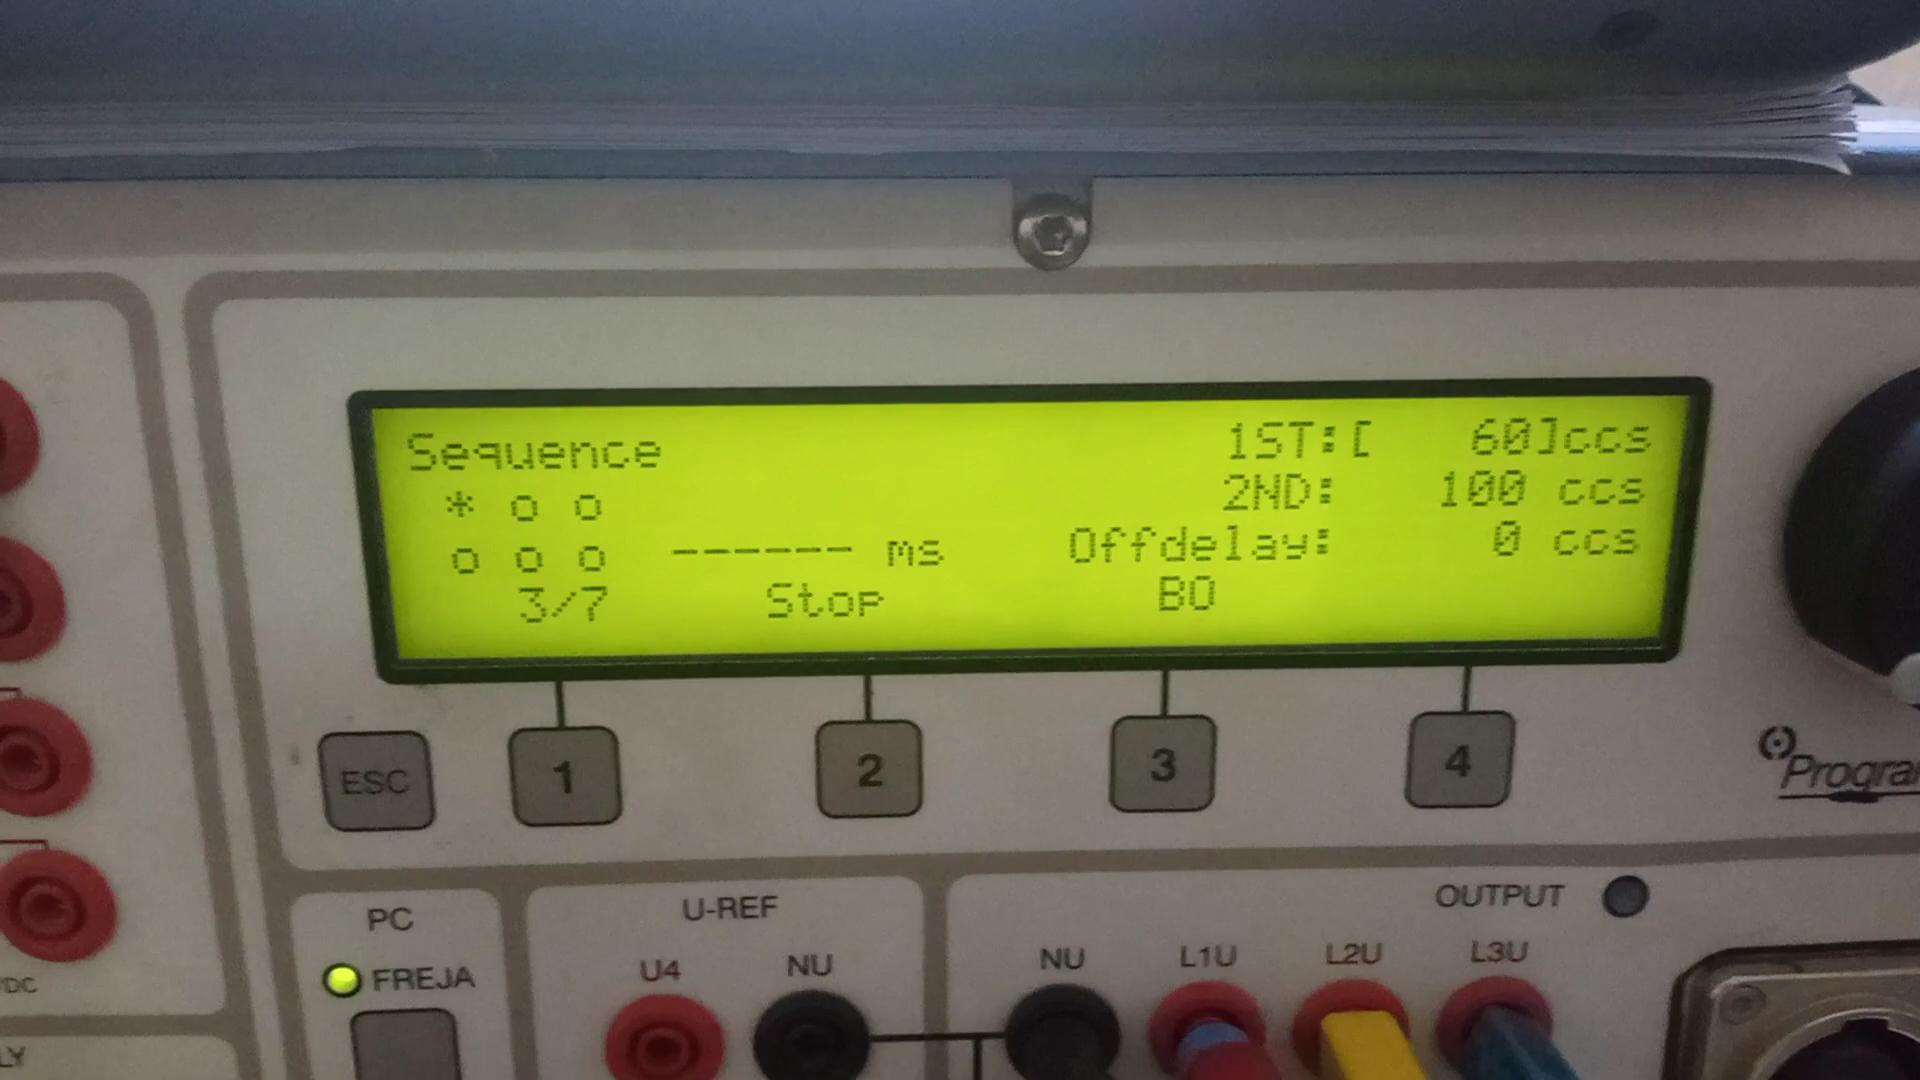 Sequence 1ST:[ 60]ccs
* o o 2ND: 100 ccs
o o o ------ ms Offdelay: 0 ccs
3/7 Stop BO
ESC 1 2 3 4
PC
FREJA
U-REF
U4 NU
OUTPUT
NU L1U L2U L3U